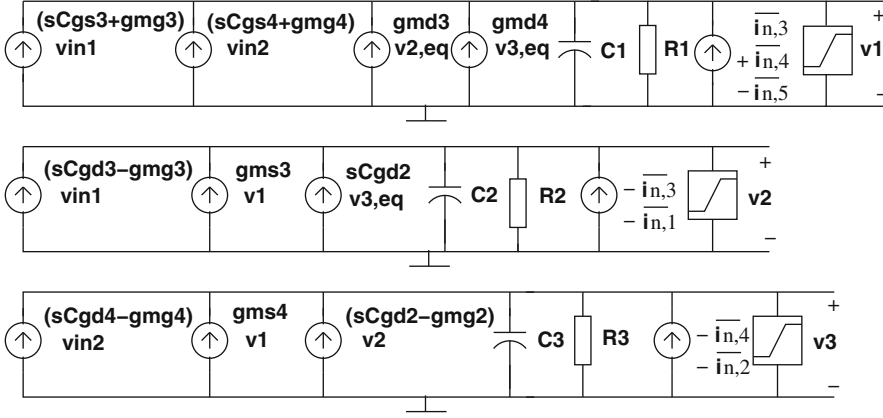 (sCgs3+gmg3) (sCgs4+gmg4) gmd3 gmd4 in,3
vin1 vin2 v2,eq v3,eq C1 R1 + in,4 v1
− in,5
+
−
(sCgd3−gmg3) gms3 sCgd2
vin1 v1 v3,eq C2 R2 − in,3 v2
− in,1
+
−
(sCgd4−gmg4) gms4 (sCgd2−gmg2)
vin2 v1 v2 C3 R3 − in,4 v3
− in,2
+
−